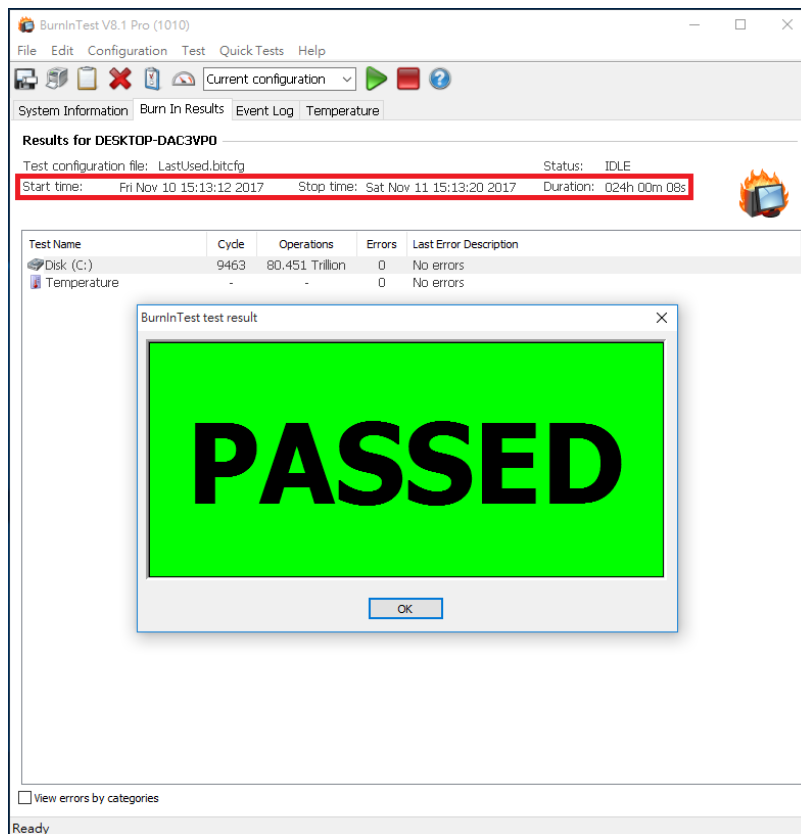 BurnInTest V8.1 Pro (1010)
File Edit Configuration Test Quick Tests Help
Current configuration
System Information Burn In Results Event Log Temperature
Results for DESKTOP-DAC3VP0
Test configuration file: LastUsed.bitcfg Status: IDLE
Start time: Fri Nov 10 15:13:12 2017 Stop time: Sat Nov 11 15:13:20 2017 Duration: 024h 00m 08s
Test Name Cycle Operations Errors Last Error Description
Disk (C:) 9463 80.451 Trillion 0 No errors
Temperature - - 0 No errors
BurnInTest test result
PASSED
OK
View errors by categories
Ready